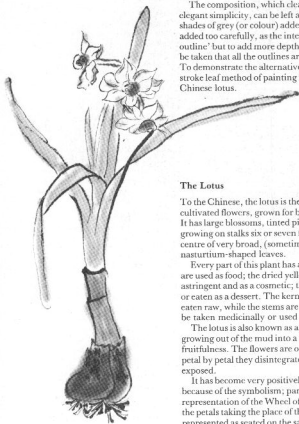 The composition, which clea
elegant simplicity, can be left a
shades of grey (or colour) adde
added too carefully, as the inte
outline' but to add more depth
be taken that all the outlines ar
To demonstrate the alternative
stroke leaf method of painting
Chinese lotus.
The Lotus
To the Chinese, the lotus is the
cultivated flowers, grown for b
It has large blossoms, tinted pi
growing on stalks six or seven f
centre of very broad, (sometim
nasturtium-shaped leaves.
Every part of this plant has a
are used as food; the dried yell
astringent and as a cosmetic; t
or eaten as a dessert. The kern
eaten raw, while the stems are
be taken medicinally or used
The lotus is also known as a
growing out of the mud into a
fruitfulness. The flowers are o
petal by petal they disintegrat
exposed.
It has become very positively
because of the symbolism; par
representation of the Wheel of
the petals taking the place of th
represented as seated on the s